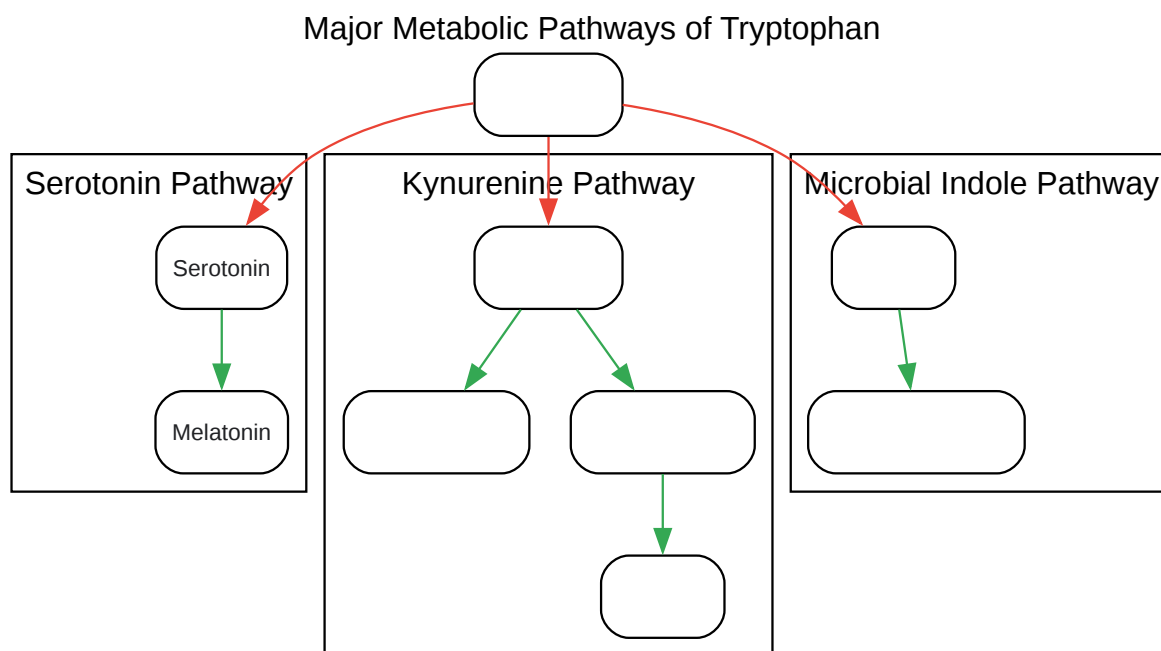 Major Metabolic Pathways of Tryptophan
Serotonin Pathway
Kynurenine Pathway
Microbial Indole Pathway
Serotonin
Melatonin